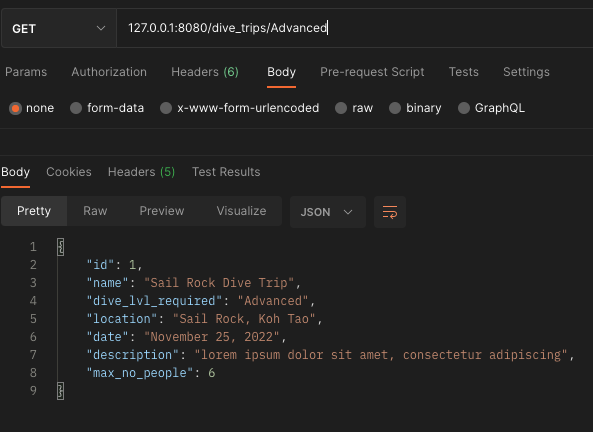 GET 127.0.0.1:8080/dive_trips/Advanced
Params Authorization Headers (6) Body Pre-request Script Tests Settings
none form-data x-www-form-urlencoded raw binary GraphQL
Body Cookies Headers (5) Test Results
Pretty Raw Preview Visualize JSON
1 {
2 "id": 1,
3 "name": "Sail Rock Dive Trip",
4 "dive_lvl_required": "Advanced",
5 "location": "Sail Rock, Koh Tao",
6 "date": "November 25, 2022",
7 "description": "lorem ipsum dolor sit amet, consectetur adipiscing",
8 "max_no_people": 6
9 }